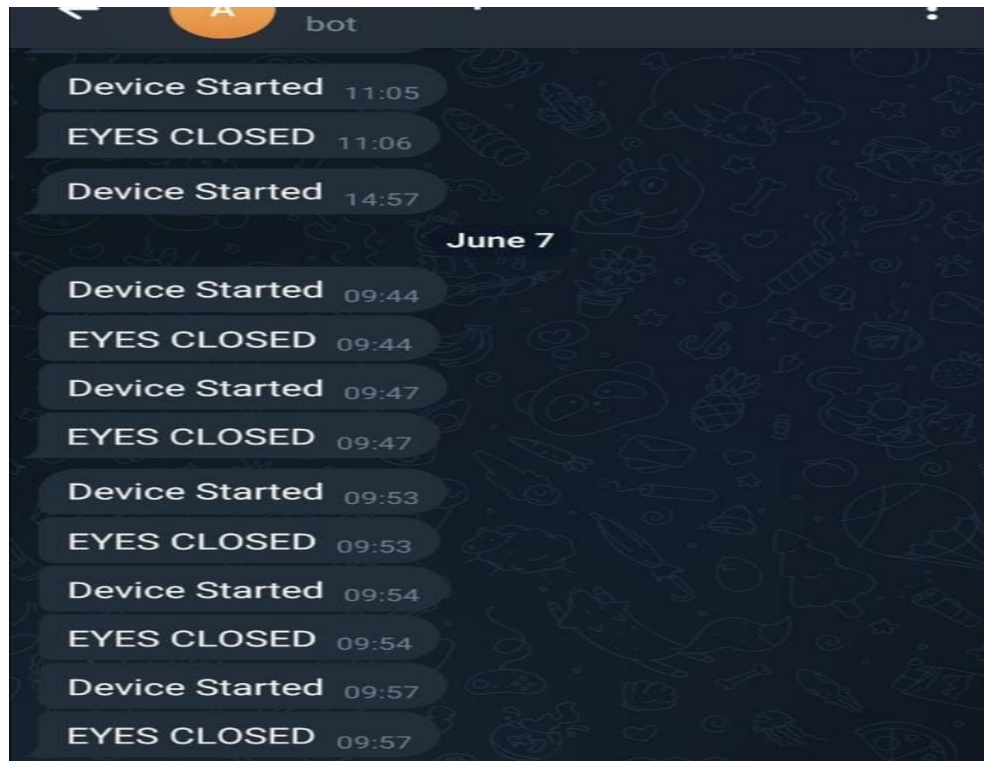 A
bot
Device Started 11:05
EYES CLOSED 11:06
Device Started 14:57
June 7
Device Started 09:44
EYES CLOSED 09:44
Device Started 09:47
EYES CLOSED 09:47
Device Started 09:53
EYES CLOSED 09:53
Device Started 09:54
EYES CLOSED 09:54
Device Started 09:57
EYES CLOSED 09:57